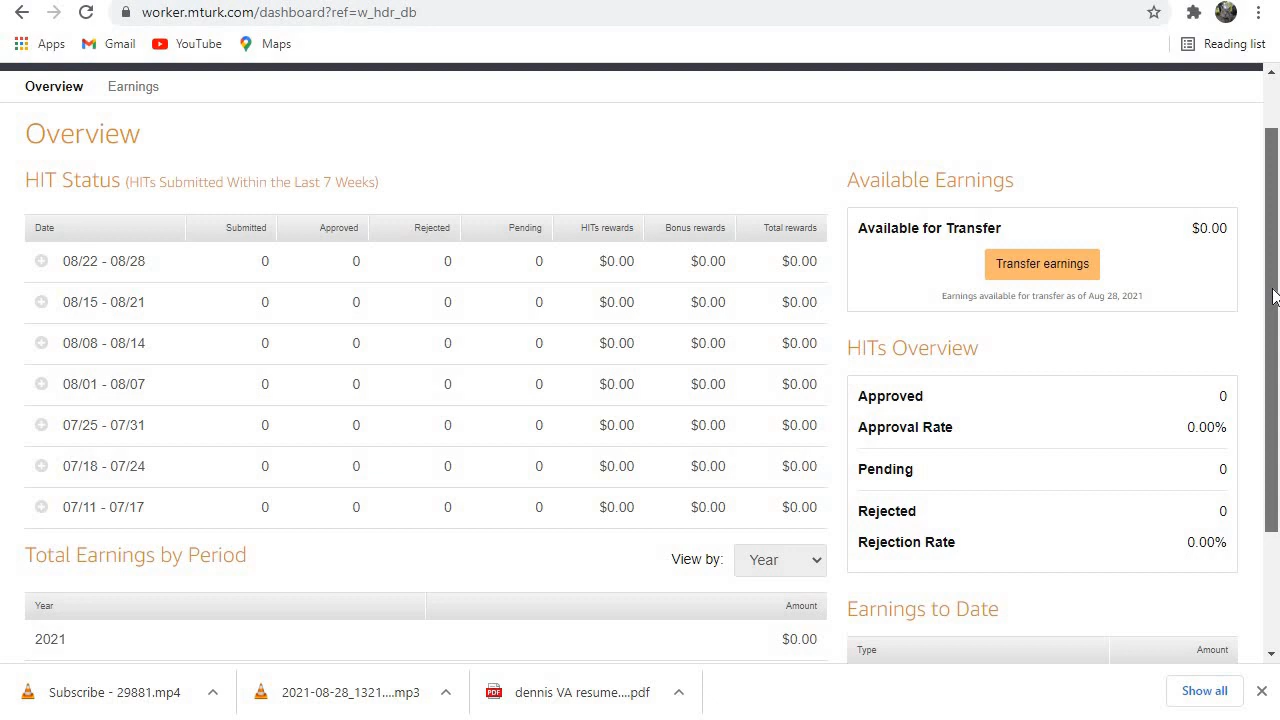 worker.mturk.com/dashboard?ref=w_hdr_db
Apps Gmail YouTube Maps Reading list
Overview Earnings
Overview
HIT Status (HITs Submitted Within the Last 7 Weeks)
Date Submitted Approved Rejected Pending HITs rewards Bonus rewards Total rewards
08/22 - 08/28 0 0 0 0 $0.00 $0.00 $0.00
08/15 - 08/21 0 0 0 0 $0.00 $0.00 $0.00
08/08 - 08/14 0 0 0 0 $0.00 $0.00 $0.00
08/01 - 08/07 0 0 0 0 $0.00 $0.00 $0.00
07/25 - 07/31 0 0 0 0 $0.00 $0.00 $0.00
07/18 - 07/24 0 0 0 0 $0.00 $0.00 $0.00
07/11 - 07/17 0 0 0 0 $0.00 $0.00 $0.00
Total Earnings by Period View by: Year
Year Amount
2021 $0.00
Available Earnings
Available for Transfer $0.00
Transfer earnings
Earnings available for transfer as of Aug 28, 2021
HITs Overview
Approved 0
Approval Rate 0.00%
Pending 0
Rejected 0
Rejection Rate 0.00%
Earnings to Date
Type Amount
Subscribe - 29881.mp4 2021-08-28_1321....mp3 PDF dennis VA resume....pdf Show all